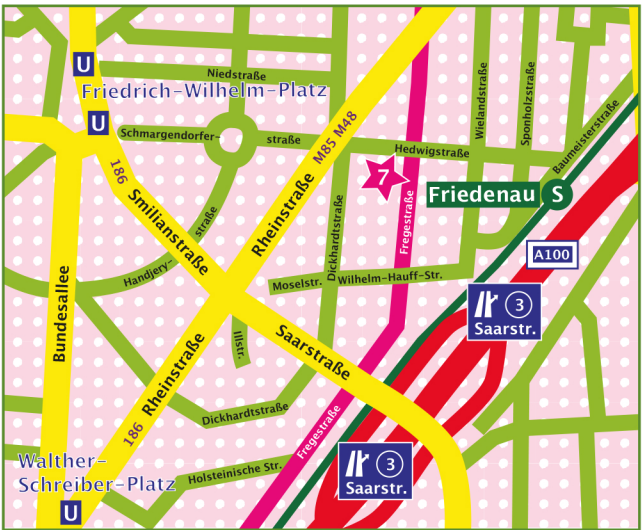 U
Niedstraße
Friedrich-Wilhelm-Platz
U
Schmargendorfer-
straße
M85 M48
Hedwigstraße
Wielandstraße
Sponholzstraße
Baumeisterstraße
186
7
Friedenau S
Smilianstraße
Rheinstraße
Dickhardtstraße
Fregestraße
Handjery-
straße
A100
Moselstr.
Wilhelm-Hauff-Str.
3
Saarstr.
Bundesallee
Illstr.
Saarstraße
Rheinstraße
186
Dickhardtstraße
Fregestraße
Walther-
Schreiber-Platz
U
Holsteinische Str.
3
Saarstr.